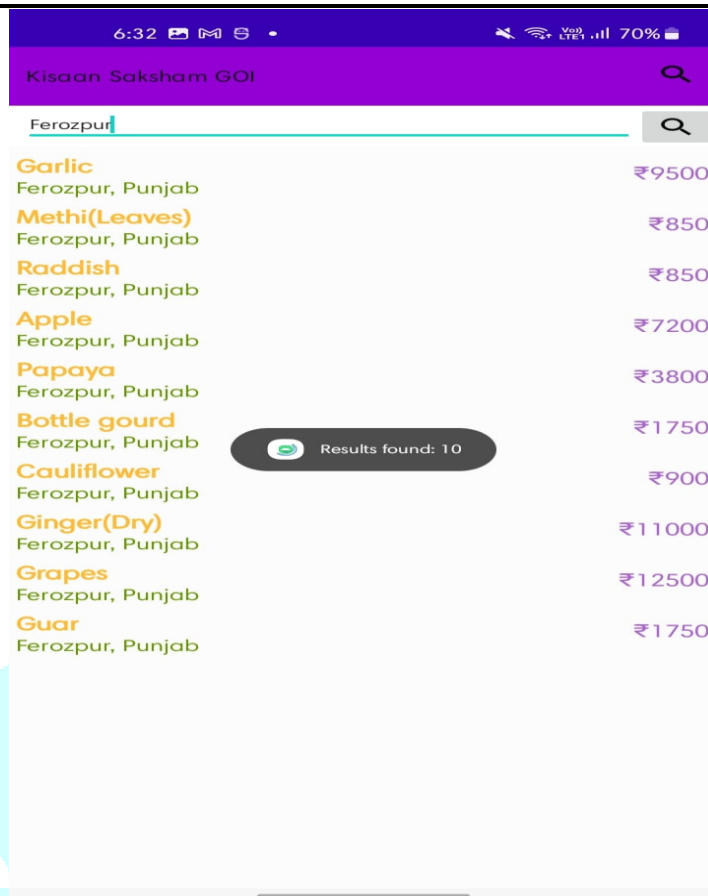 6:32
Vo)) LTE1 70%
Kisaan Saksham GOI
Ferozpur
Garlic ₹9500
Ferozpur, Punjab
Methi(Leaves) ₹850
Ferozpur, Punjab
Raddish ₹850
Ferozpur, Punjab
Apple ₹7200
Ferozpur, Punjab
Papaya ₹3800
Ferozpur, Punjab
Bottle gourd ₹1750
Ferozpur, Punjab
Results found: 10
Cauliflower ₹900
Ferozpur, Punjab
Ginger(Dry) ₹11000
Ferozpur, Punjab
Grapes ₹12500
Ferozpur, Punjab
Guar ₹1750
Ferozpur, Punjab